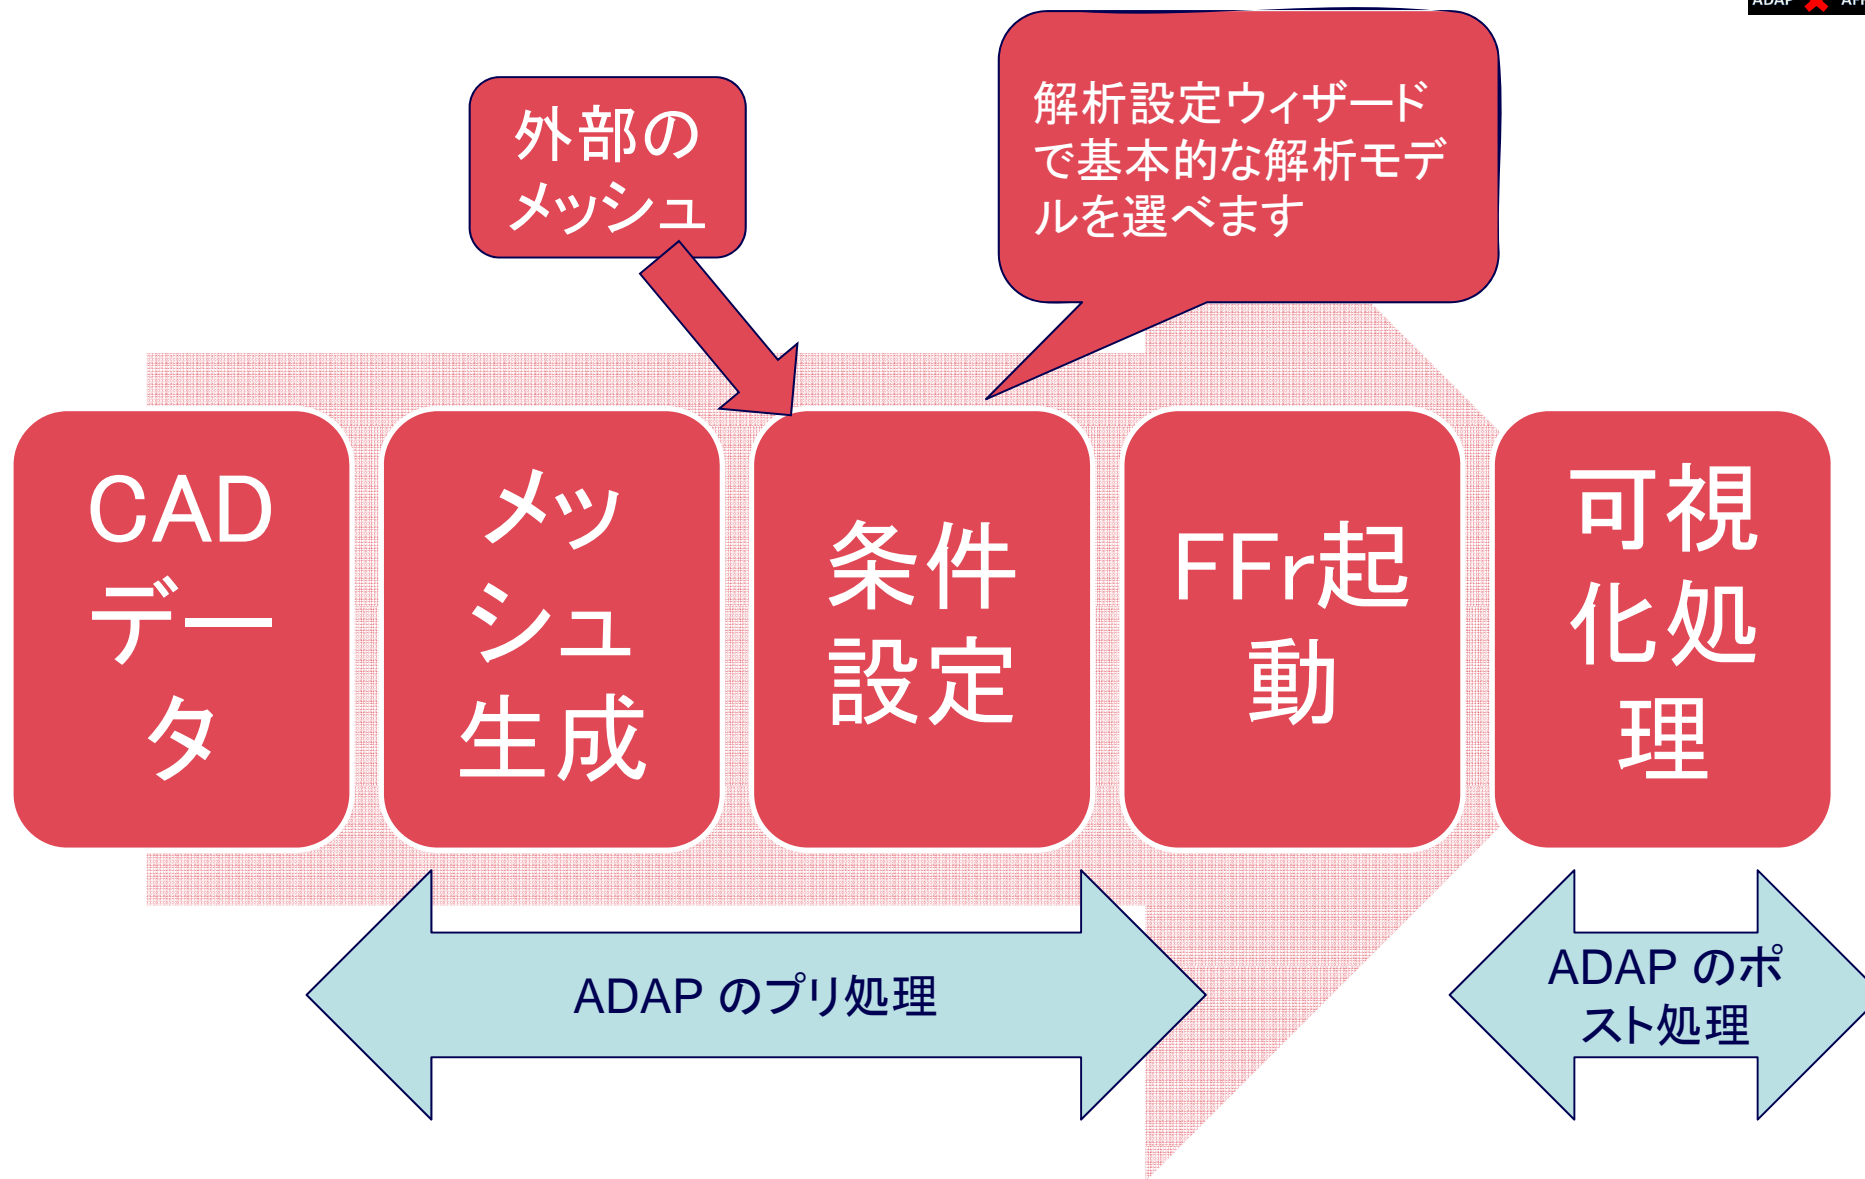 ADAP
外部の
メッシュ
解析設定ウィザード
で基本的な解析モデ
ルを選べます
CAD
デー
タ
メッ
シュ
生成
条件
設定
FFr起
動
可視
化処
理
ADAP のプリ処理
ADAP のポ
スト処理